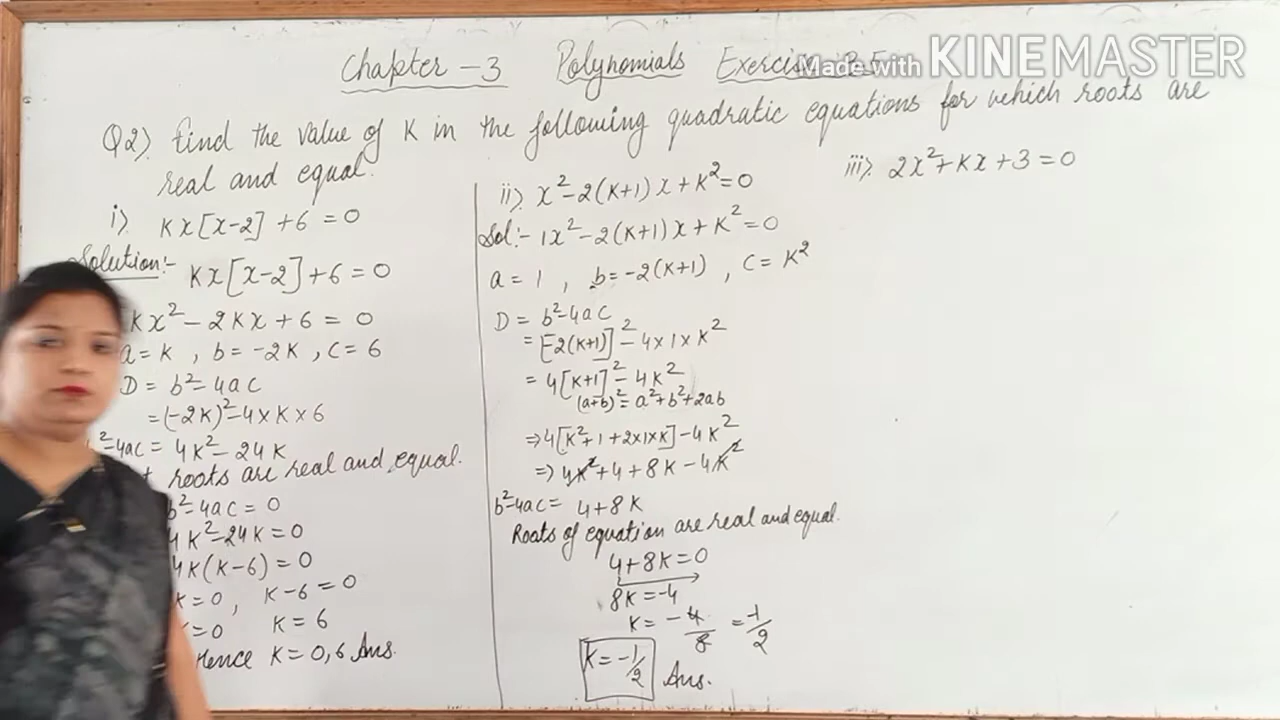 Chapter-3 Polynomials Exercise
Made with KINEMASTER
Q2). Find the value of K in the following quadratic equations for which roots are
real and equal.
i). Kx[x-2]+6=0
Solution:-
Kx[x-2]+6=0
Kx²-2Kx+6=0
a=K, b=-2K, c=6
D = b²-4ac
=(-2K)²-4×K×6
²-4ac = 4K²-24K
roots are real and equal.
b²-4ac=0
4K²-24K=0
4K(K-6)=0
K=0, K-6=0
K=0 K=6
Hence K=0,6 Ans.
ii). x²-2(K+1)x+K²=0
Sol:- 1x²-2(K+1)x+K²=0
a=1, b=-2(K+1), c=K²
D = b²-4ac
=[-2(K+1)]²-4×1×K²
=4[K+1]²-4K²
(a+b)²=a²+b²+2ab
⇒4[K²+1+2×1×K]-4K²
⇒4K²+4+8K-4K²
b²-4ac= 4+8K
Roots of equation are real and equal.
4+8K=0
8K=-4
K=-4/8=-1/2
K=-1/2 Ans.
iii). 2x²+Kx+3=0